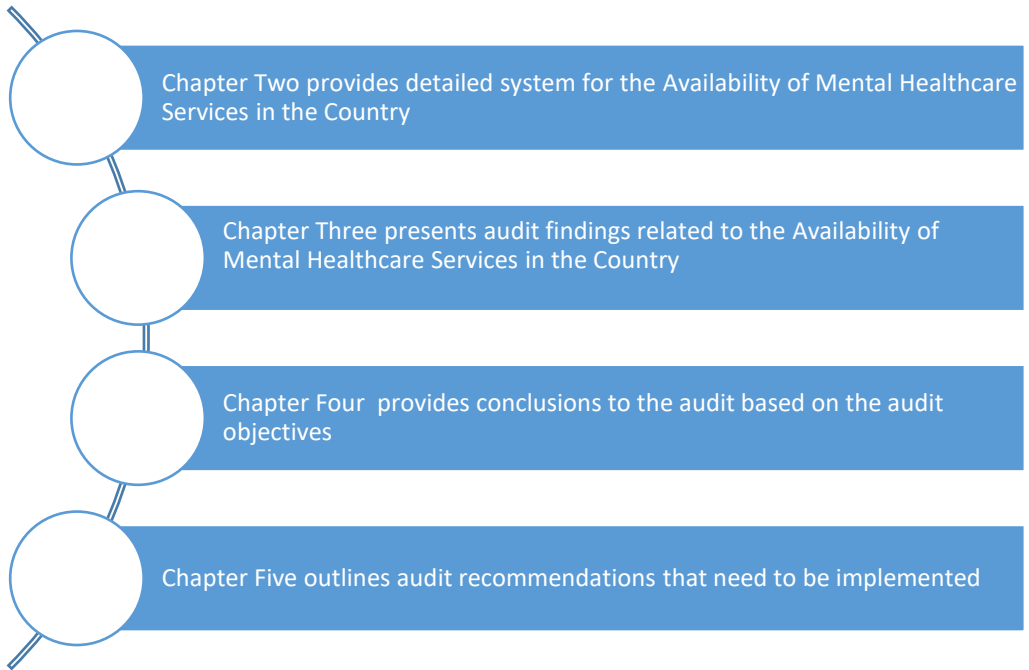 Chapter Two provides detailed system for the Availability of Mental Healthcare
Services in the Country
Chapter Three presents audit findings related to the Availability of
Mental Healthcare Services in the Country
Chapter Four  provides conclusions to the audit based on the audit
objectives
Chapter Five outlines audit recommendations that need to be implemented